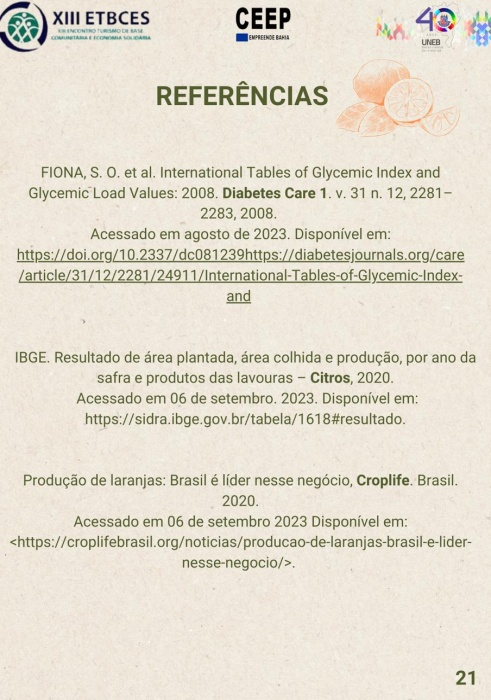 XIII ETBCES
XIII ENCONTRO TURISMO DE BASE
COMUNITÁRIA E ECONOMIA SOLIDÁRIA
CEEP
EMPREENDE BAHIA
40
UNEB
REFERÊNCIAS
FIONA, S. O. et al. International Tables of Glycemic Index and
Glycemic Load Values: 2008. Diabetes Care 1. v. 31 n. 12, 2281–
2283, 2008.
Acessado em agosto de 2023. Disponível em:
https://doi.org/10.2337/dc081239https://diabetesjournals.org/care
/article/31/12/2281/24911/International-Tables-of-Glycemic-Index-
and
IBGE. Resultado de área plantada, área colhida e produção, por ano da
safra e produtos das lavouras – Citros, 2020.
Acessado em 06 de setembro. 2023. Disponível em:
https://sidra.ibge.gov.br/tabela/1618#resultado.
Produção de laranjas: Brasil é líder nesse negócio, Croplife. Brasil.
2020.
Acessado em 06 de setembro 2023 Disponível em:
<https://croplifebrasil.org/noticias/producao-de-laranjas-brasil-e-lider-
nesse-negocio/>.
21